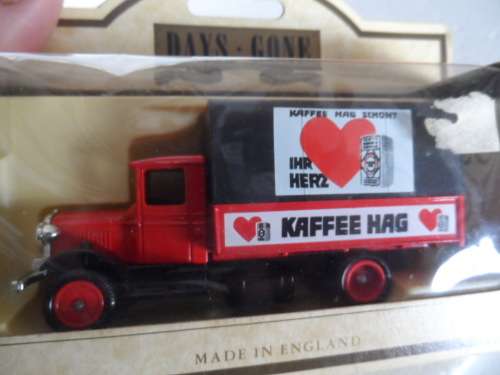 DAYS · GONE
KAFFEE HAG SCHONT
IHR
HERZ
KAFFEE HAG
MADE IN ENGLAND